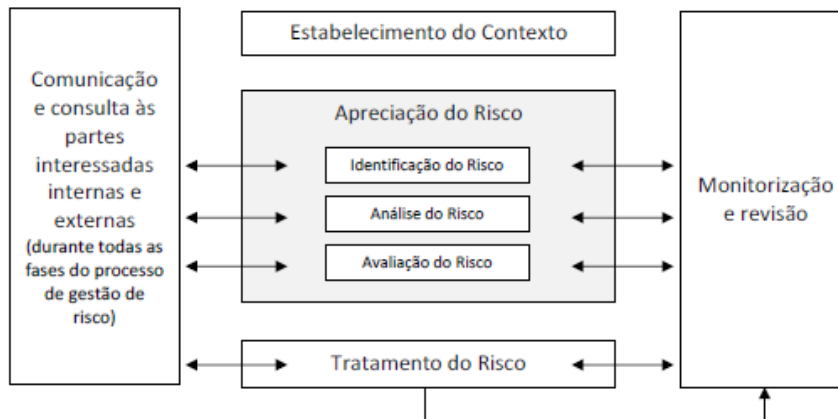 Comunicação
e consulta às
partes
interessadas
internas e
externas
(durante todas as
fases do processo
de gestão de
risco)
Estabelecimento do Contexto
Apreciação do Risco
Identificação do Risco
Análise do Risco
Avaliação do Risco
Tratamento do Risco
Monitorização
e revisão